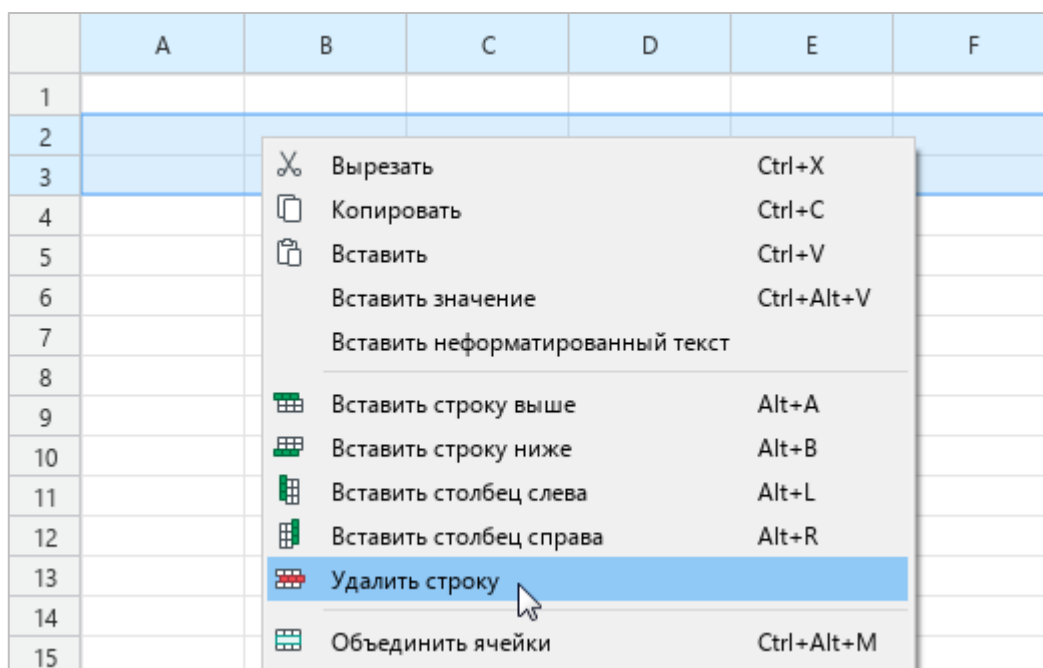 A B C D E F
1
2
3 Вырезать Ctrl+X
4 Копировать Ctrl+C
5 Вставить Ctrl+V
6 Вставить значение Ctrl+Alt+V
7 Вставить неформатированный текст
8
9 Вставить строку выше Alt+A
10 Вставить строку ниже Alt+B
11 Вставить столбец слева Alt+L
12 Вставить столбец справа Alt+R
13 Удалить строку
14
15 Объединить ячейки Ctrl+Alt+M